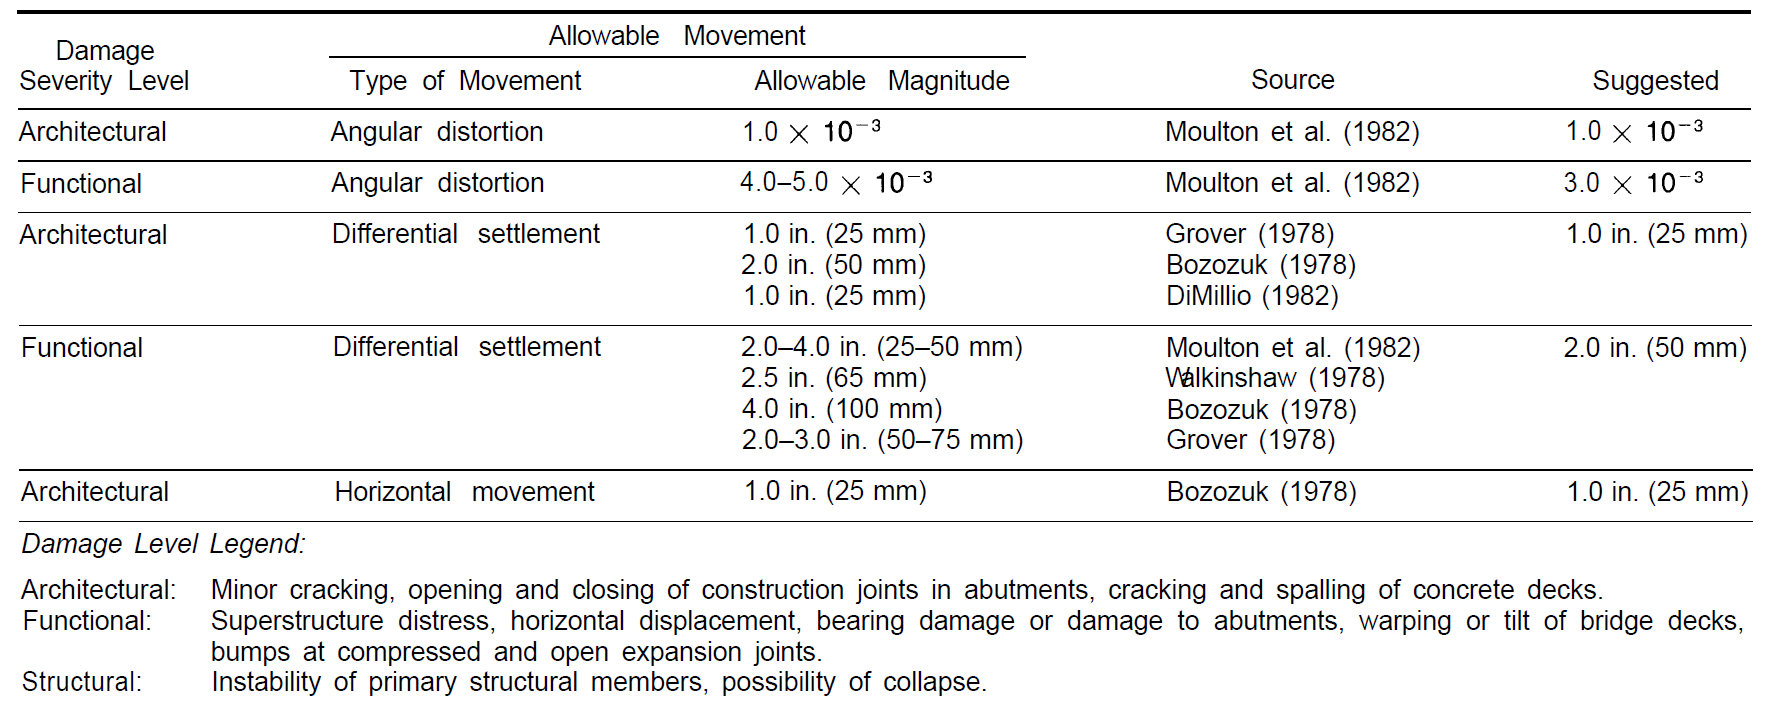 Allowable Movement
Damage
Severity Level Type of Movement Allowable Magnitude Source Suggested
Architectural Angular distortion 1.0 × 10⁻³ Moulton et al. (1982) 1.0 × 10⁻³
Functional Angular distortion 4.0–5.0 × 10⁻³ Moulton et al. (1982) 3.0 × 10⁻³
Architectural Differential settlement 1.0 in. (25 mm) Grover (1978) 1.0 in. (25 mm)
2.0 in. (50 mm) Bozozuk (1978)
1.0 in. (25 mm) DiMillio (1982)
Functional Differential settlement 2.0–4.0 in. (25–50 mm) Moulton et al. (1982) 2.0 in. (50 mm)
2.5 in. (65 mm) Walkinshaw (1978)
4.0 in. (100 mm) Bozozuk (1978)
2.0–3.0 in. (50–75 mm) Grover (1978)
Architectural Horizontal movement 1.0 in. (25 mm) Bozozuk (1978) 1.0 in. (25 mm)
Damage Level Legend:
Architectural: Minor cracking, opening and closing of construction joints in abutments, cracking and spalling of concrete decks.
Functional: Superstructure distress, horizontal displacement, bearing damage or damage to abutments, warping or tilt of bridge decks,
bumps at compressed and open expansion joints.
Structural: Instability of primary structural members, possibility of collapse.